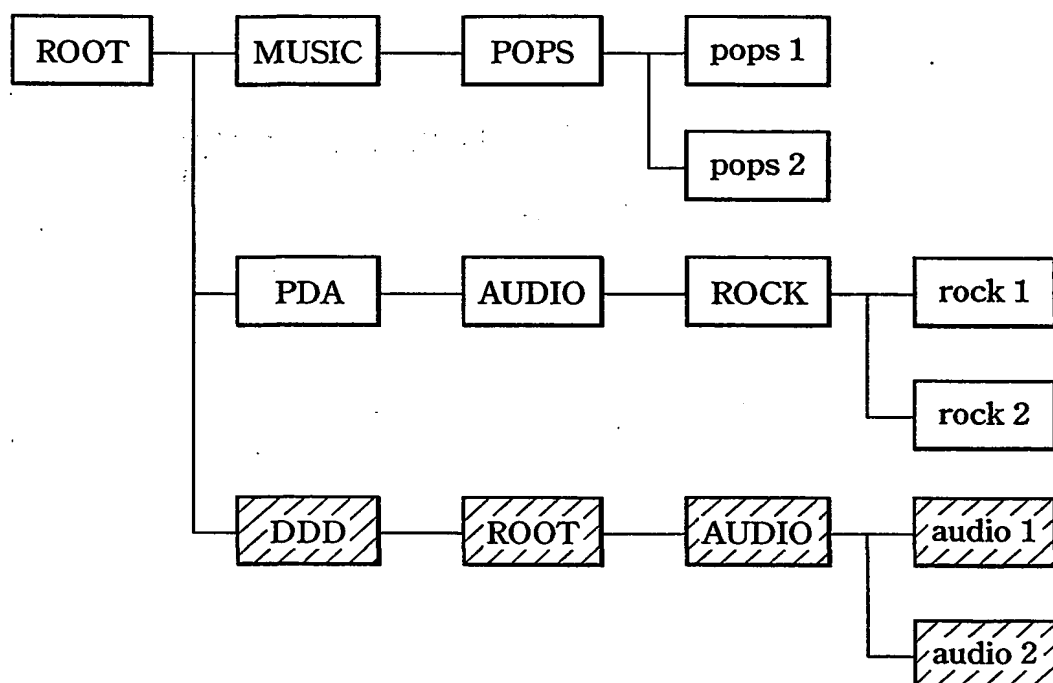 ROOT MUSIC POPS pops 1
pops 2
PDA AUDIO ROCK rock 1
rock 2
DDD ROOT AUDIO audio 1
audio 2